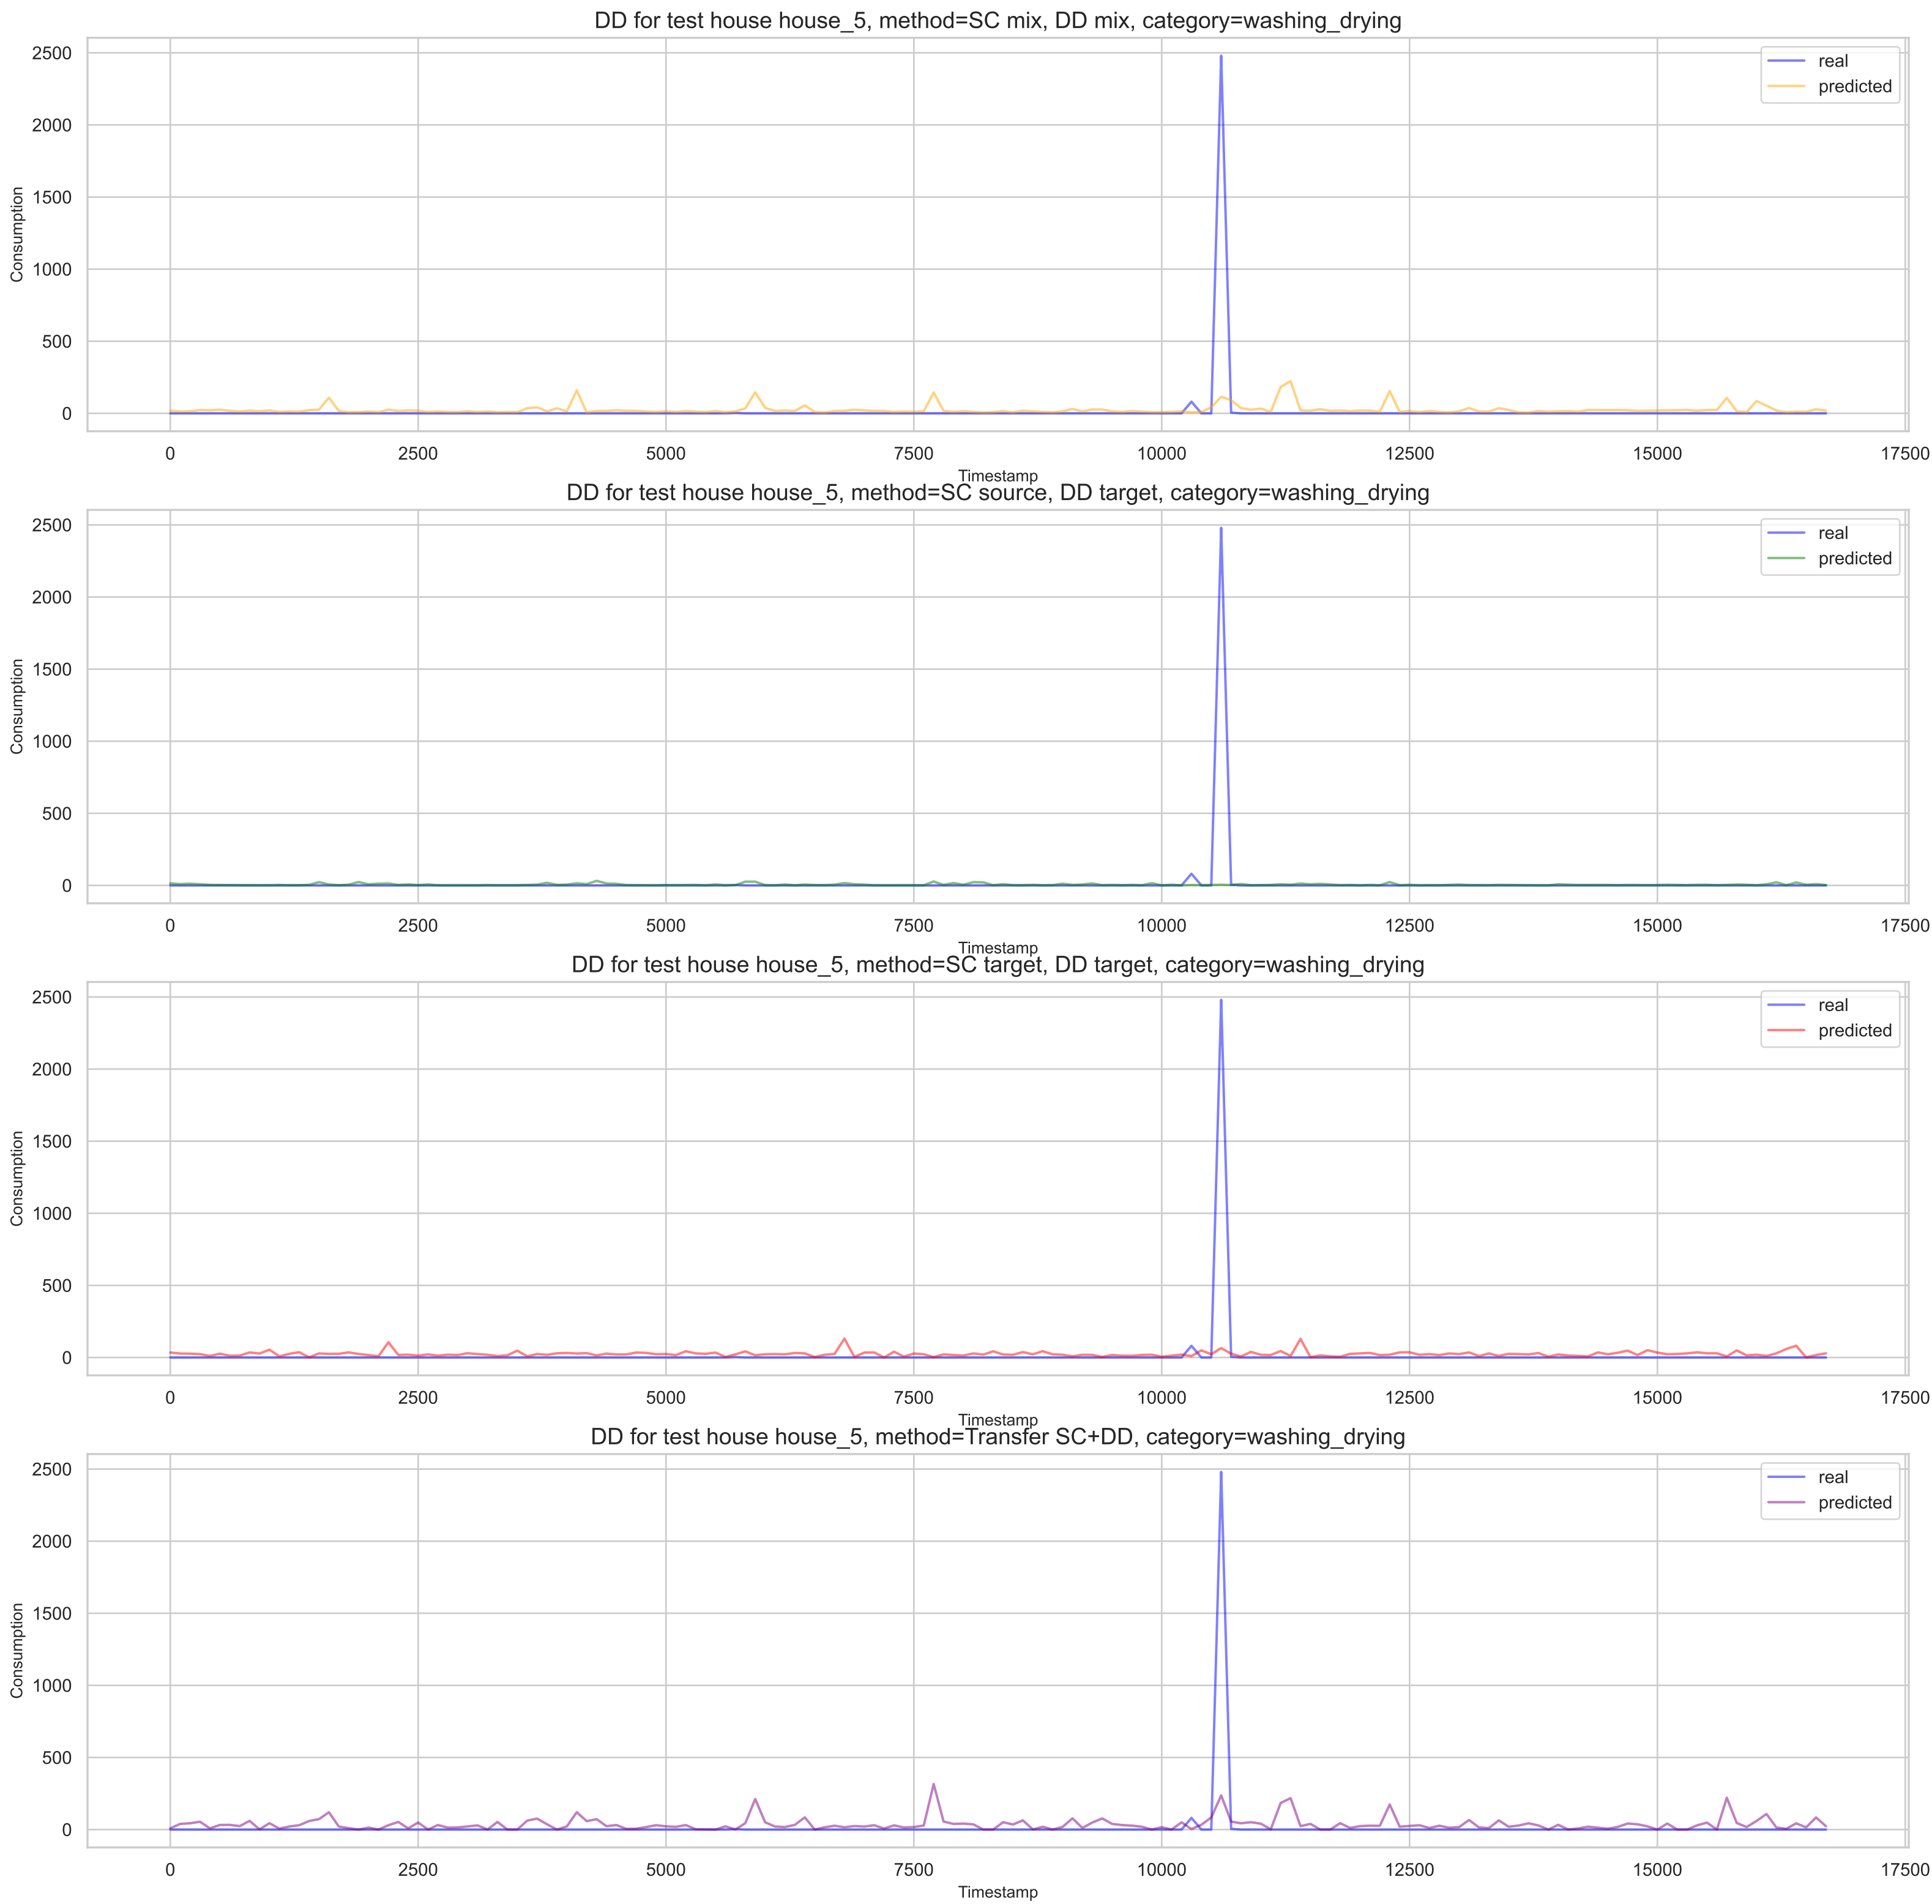 DD for test house house_5, method=SC mix, DD mix, category=washing_drying
2500
2000
1500
1000
500
0
Consumption
real
predicted
0 2500 5000 7500 10000 12500 15000 17500
Timestamp
DD for test house house_5, method=SC source, DD target, category=washing_drying
2500
2000
1500
1000
500
0
Consumption
real
predicted
0 2500 5000 7500 10000 12500 15000 17500
Timestamp
DD for test house house_5, method=SC target, DD target, category=washing_drying
2500
2000
1500
1000
500
0
Consumption
real
predicted
0 2500 5000 7500 10000 12500 15000 17500
Timestamp
DD for test house house_5, method=Transfer SC+DD, category=washing_drying
2500
2000
1500
1000
500
0
Consumption
real
predicted
0 2500 5000 7500 10000 12500 15000 17500
Timestamp